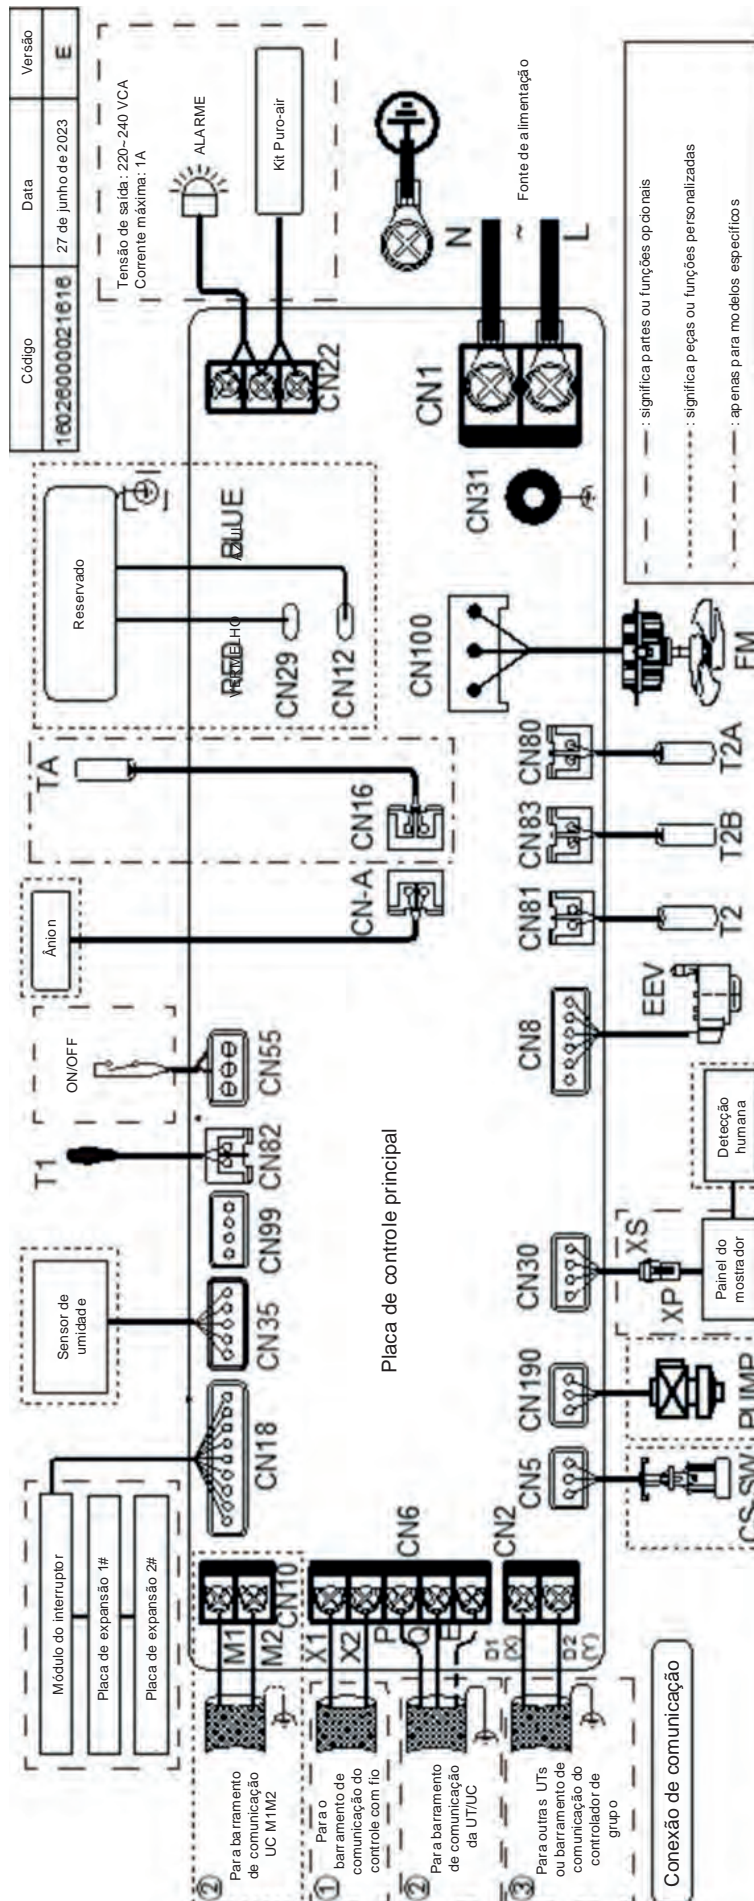 Código
Data
Versão
16026000021616
27 de junho de 2023
E
Tensão de saída: 220~240 VCA
Corrente máxima: 1A
ALARME
Kit Puro-air
CN22
Fonte de alimentação
N
~
L
CN1
CN31
: significa partes ou funções opcionais
: significa peças ou funções personalizadas
: apenas para modelos específicos
Reservado
RED
VERMELHO
BLUE
AZUL
CN29
CN12
CN100
FM
TA
CN16
CN-A
Ânion
CN80
T2A
CN83
T2B
CN81
T2
ON/OFF
CN55
EEV
CN8
T1
CN82
CN99
Sensor de
umidade
CN35
Placa de controle principal
Detecção
humana
CN30
XS
XP
Painel do
mostrador
CN190
PUMP
CN5
CS-SW
CN18
Módulo do interruptor
Placa de expansão 1#
Placa de expansão 2#
CN10
M1
M2
CN6
X1
X2
P
Q
E
CN2
D1
(X)
D2
(Y)
②
Para barramento
de comunicação
UC M1M2
①
Para o
barramento de
comunicação do
controle com fio
②
Para barramento
de comunicação
da UT/UC
③
Para outras UTs
ou barramento de
comunicação do
controlador de
grupo
Conexão de comunicação